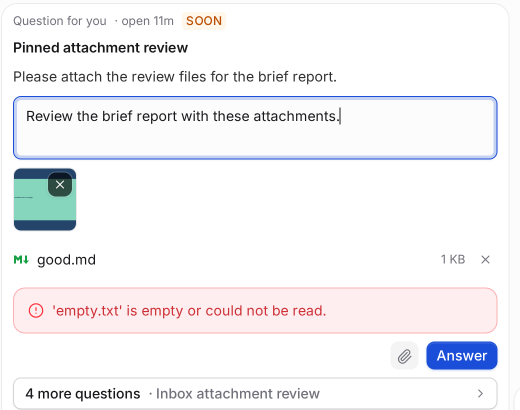 Question for you · open 11m SOON
Pinned attachment review
Please attach the review files for the brief report.
Review the brief report with these attachments.
M↓ good.md 1 KB
'empty.txt' is empty or could not be read.
Answer
4 more questions · Inbox attachment review